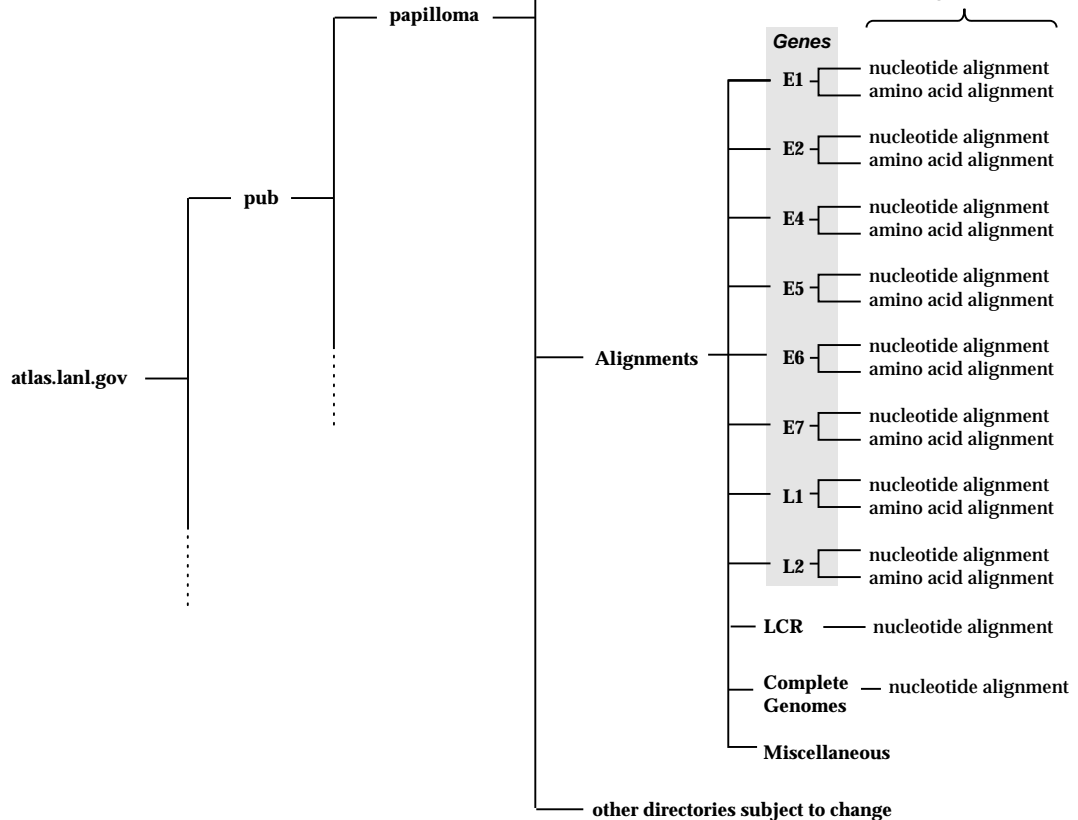 papilloma
Genes
E1
nucleotide alignment
amino acid alignment
E2
nucleotide alignment
amino acid alignment
pub
E4
nucleotide alignment
amino acid alignment
E5
nucleotide alignment
amino acid alignment
atlas.lanl.gov
Alignments
E6
nucleotide alignment
amino acid alignment
E7
nucleotide alignment
amino acid alignment
L1
nucleotide alignment
amino acid alignment
L2
nucleotide alignment
amino acid alignment
LCR
nucleotide alignment
Complete
Genomes
nucleotide alignment
Miscellaneous
other directories subject to change